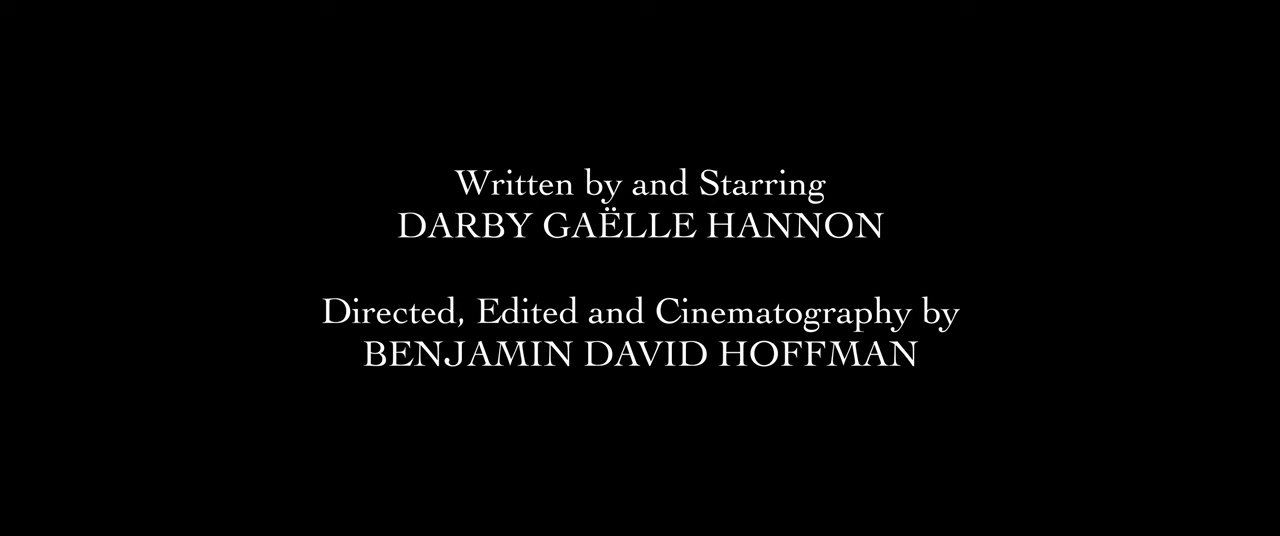 Written by and Starring
DARBY GAËLLE HANNON
Directed, Edited and Cinematography by
BENJAMIN DAVID HOFFMAN